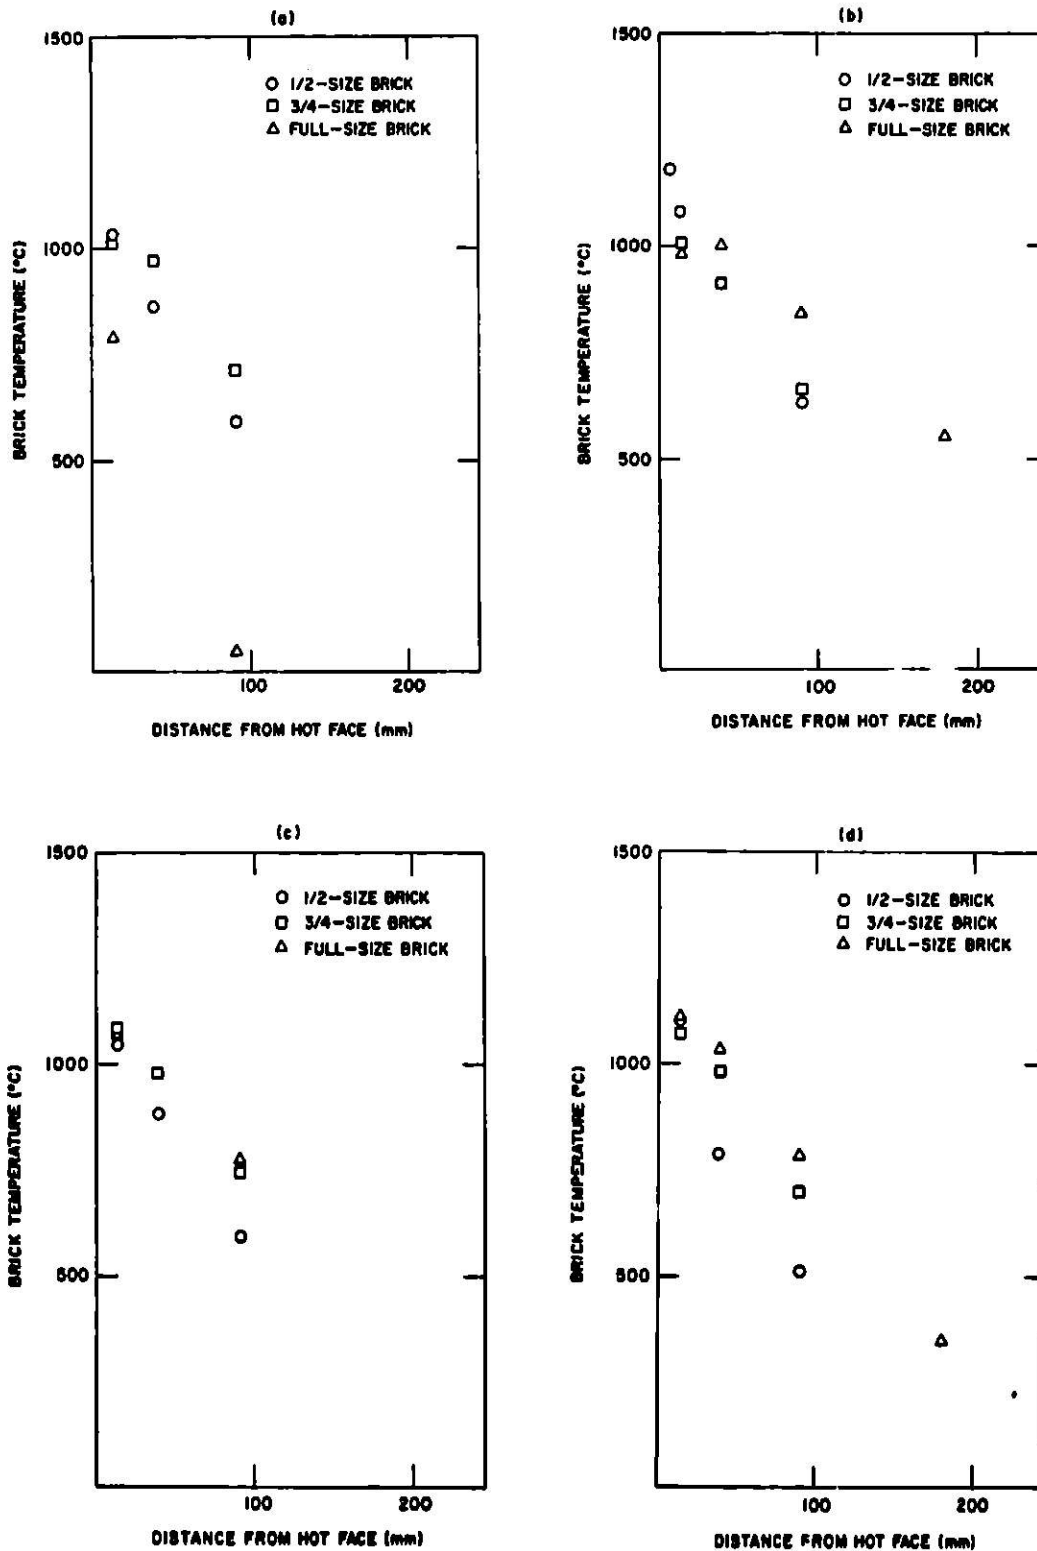 (a)
1500
○ 1/2-SIZE BRICK
□ 3/4-SIZE BRICK
△ FULL-SIZE BRICK
1000
500
BRICK TEMPERATURE (°C)
100 200
DISTANCE FROM HOT FACE (mm)
(b)
1500
○ 1/2-SIZE BRICK
□ 3/4-SIZE BRICK
△ FULL-SIZE BRICK
1000
500
BRICK TEMPERATURE (°C)
100 200
DISTANCE FROM HOT FACE (mm)
(c)
1500
○ 1/2-SIZE BRICK
□ 3/4-SIZE BRICK
△ FULL-SIZE BRICK
1000
500
BRICK TEMPERATURE (°C)
100 200
DISTANCE FROM HOT FACE (mm)
(d)
1500
○ 1/2-SIZE BRICK
□ 3/4-SIZE BRICK
△ FULL-SIZE BRICK
1000
500
BRICK TEMPERATURE (°C)
100 200
DISTANCE FROM HOT FACE (mm)